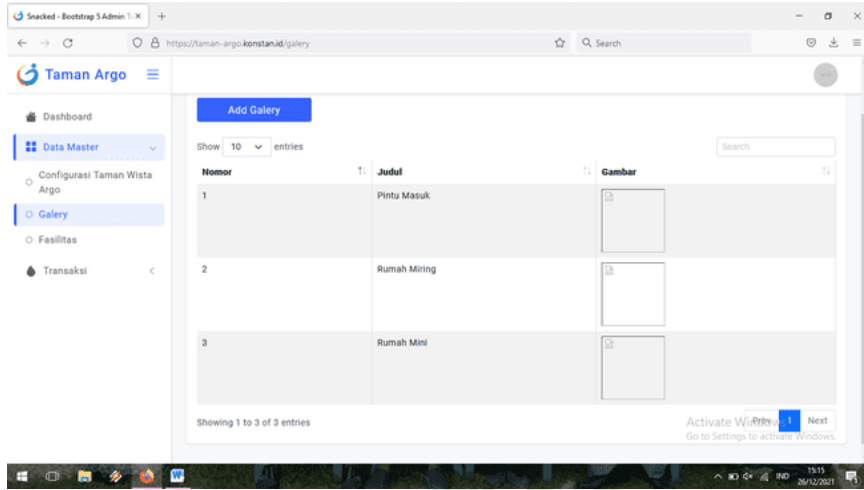 Snacked - Bootstrap 5 Admin Te
https://taman-argo.konstan.id/gallery
Search
Taman Argo
Dashboard
Data Master
Configurasi Taman Wista
Argo
Galery
Fasilitas
Transaksi
Add Galery
Show 10 entries
Search
Nomor Judul Gambar
1 Pintu Masuk
2 Rumah Miring
3 Rumah Mini
Showing 1 to 3 of 3 entries
Prev 1 Next
Activate Windows
Go to Settings to activate Windows.
IND
15:15
26/12/2021